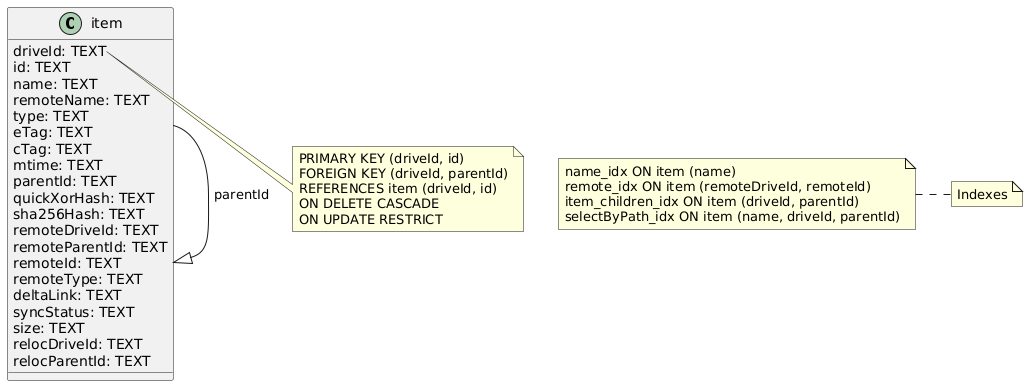 C item
driveId: TEXT
id: TEXT
name: TEXT
remoteName: TEXT
type: TEXT
eTag: TEXT
cTag: TEXT
mtime: TEXT
parentId: TEXT
quickXorHash: TEXT
sha256Hash: TEXT
remoteDriveId: TEXT
remoteParentId: TEXT
remoteId: TEXT
remoteType: TEXT
deltaLink: TEXT
syncStatus: TEXT
size: TEXT
relocDriveId: TEXT
relocParentId: TEXT
parentId
PRIMARY KEY (driveId, id)
FOREIGN KEY (driveId, parentId)
REFERENCES item (driveId, id)
ON DELETE CASCADE
ON UPDATE RESTRICT
name_idx ON item (name)
remote_idx ON item (remoteDriveId, remoteId)
item_children_idx ON item (driveId, parentId)
selectByPath_idx ON item (name, driveId, parentId)
Indexes